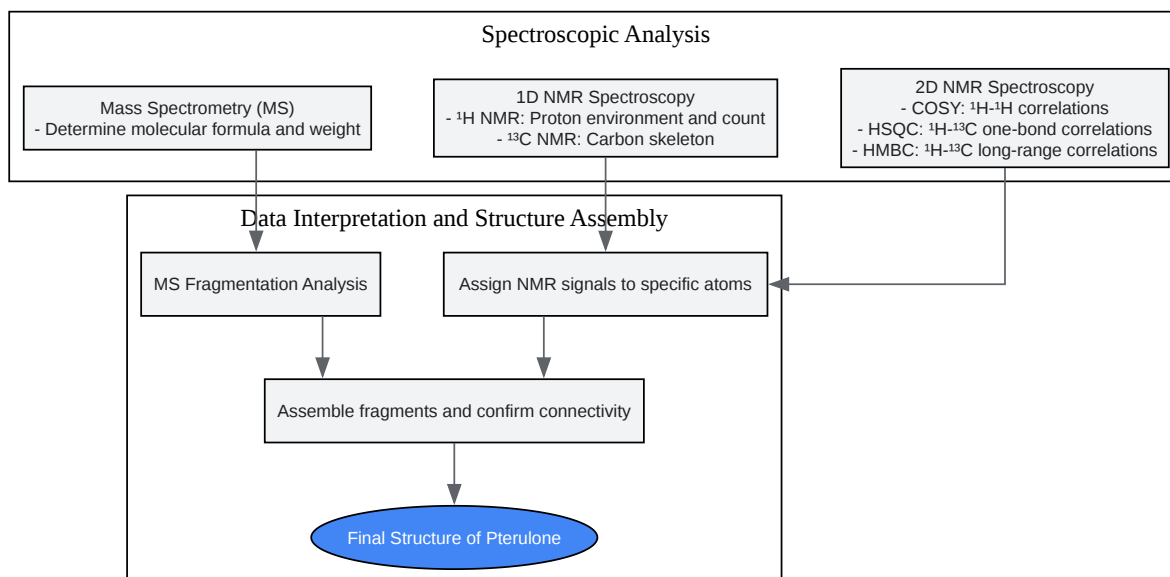 Spectroscopic Analysis
Mass Spectrometry (MS)
- Determine molecular formula and weight
1D NMR Spectroscopy
- ¹H NMR: Proton environment and count
- ¹³C NMR: Carbon skeleton
2D NMR Spectroscopy
- COSY: ¹H-¹H correlations
- HSQC: ¹H-¹³C one-bond correlations
- HMBC: ¹H-¹³C long-range correlations
Data Interpretation and Structure Assembly
MS Fragmentation Analysis
Assign NMR signals to specific atoms
Assemble fragments and confirm connectivity
Final Structure of Pterulone